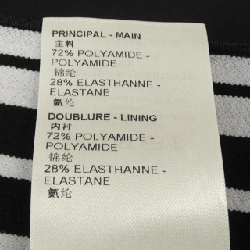 PRINCIPAL - MAIN
主料
72% POLYAMIDE -
POLYAMIDE
锦纶
28% ELASTHANNE -
ELASTANE
氨纶
DOUBLURE - LINING
内衬
72% POLYAMIDE -
POLYAMIDE
锦纶
28% ELASTHANNE -
ELASTANE
氨纶